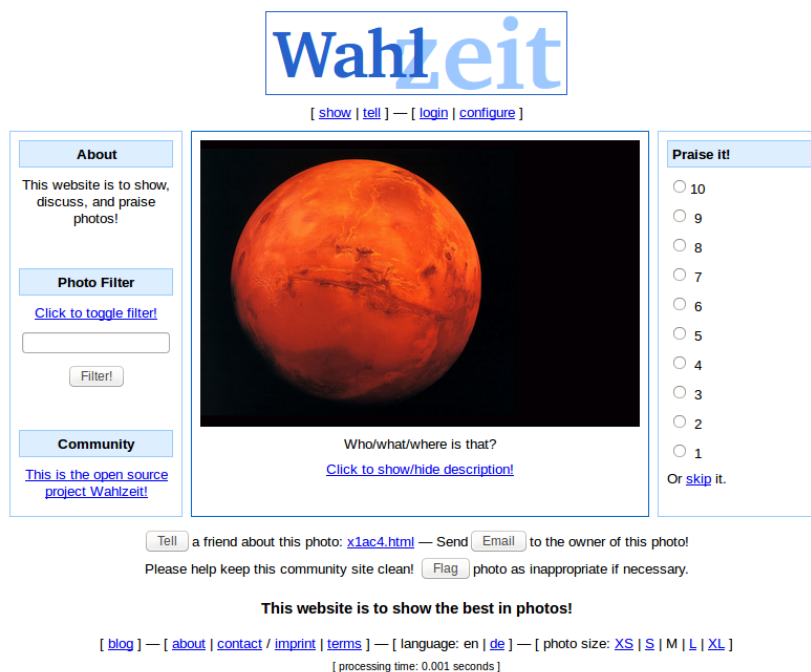 Wahlzeit
[ show | tell ] — [ login | configure ]
About
This website is to show,
discuss, and praise
photos!
Photo Filter
Click to toggle filter!
Filter!
Community
This is the open source
project Wahlzeit!
Who/what/where is that?
Click to show/hide description!
Praise it!
10
9
8
7
6
5
4
3
2
1
Or skip it.
Tell a friend about this photo: x1ac4.html — Send Email to the owner of this photo!
Please help keep this community site clean! Flag photo as inappropriate if necessary.
This website is to show the best in photos!
[ blog ] — [ about | contact / imprint | terms ] — [ language: en | de ] — [ photo size: XS | S | M | L | XL ]
[ processing time: 0.001 seconds ]